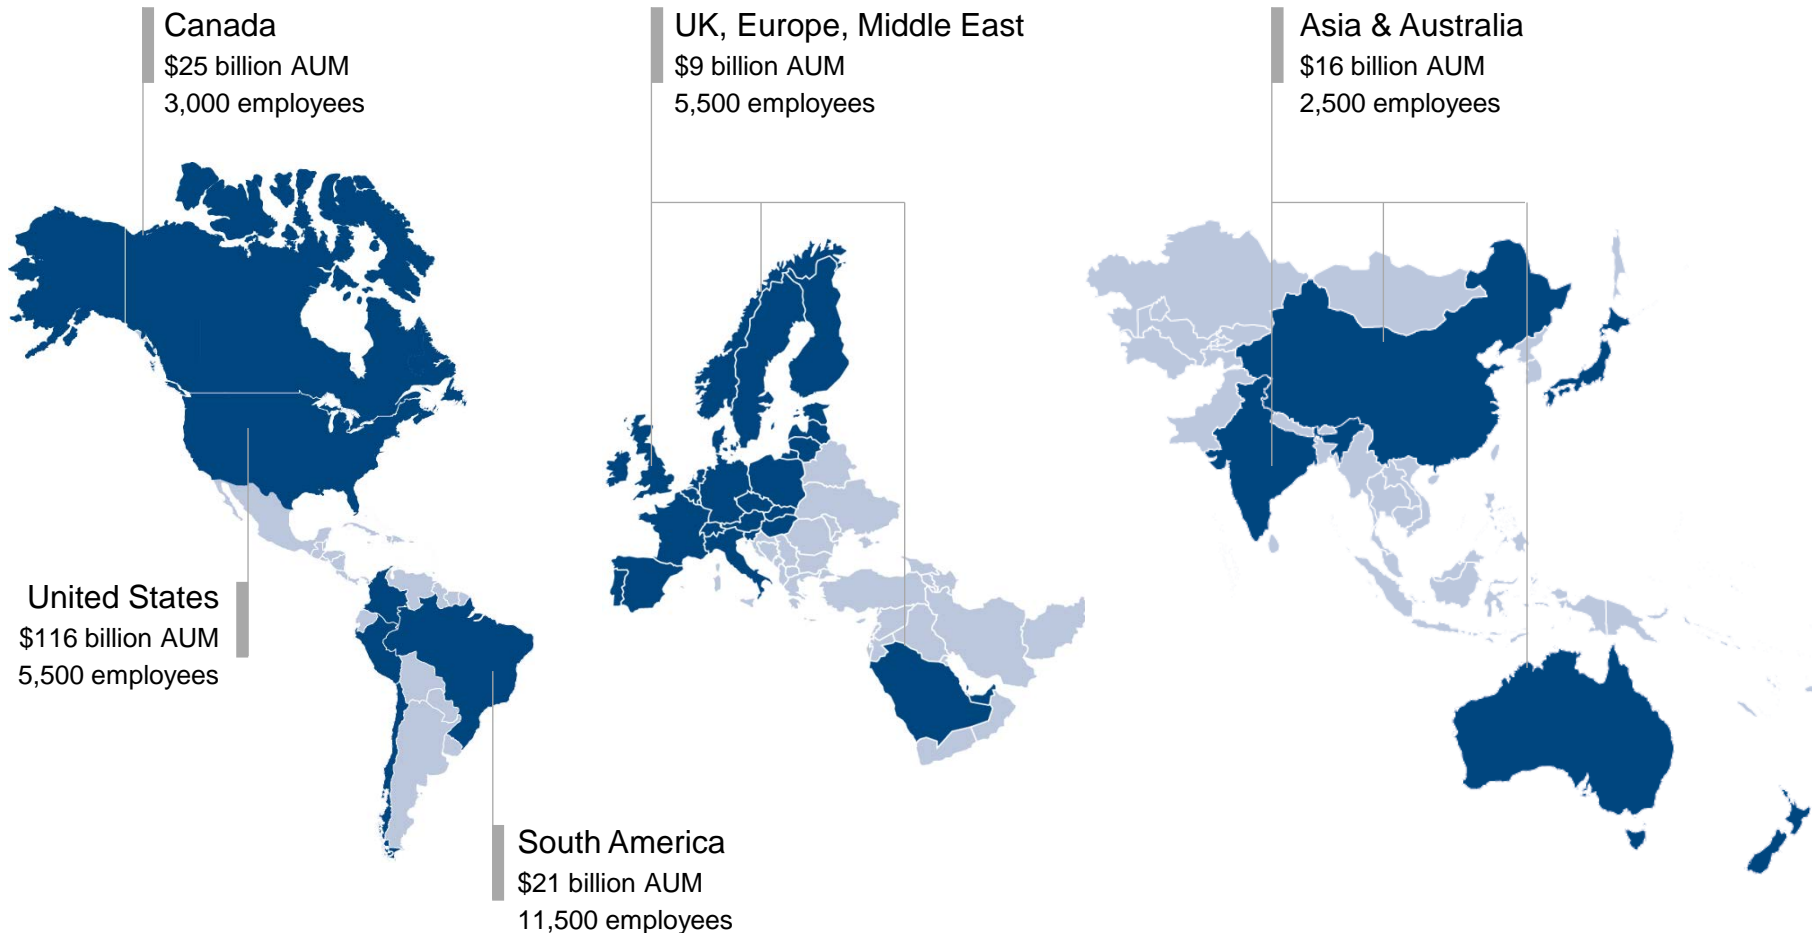 Canada
$25 billion AUM
3,000 employees
UK, Europe, Middle East
$9 billion AUM
5,500 employees
Asia & Australia
$16 billion AUM
2,500 employees
United States
$116 billion AUM
5,500 employees
South America
$21 billion AUM
11,500 employees